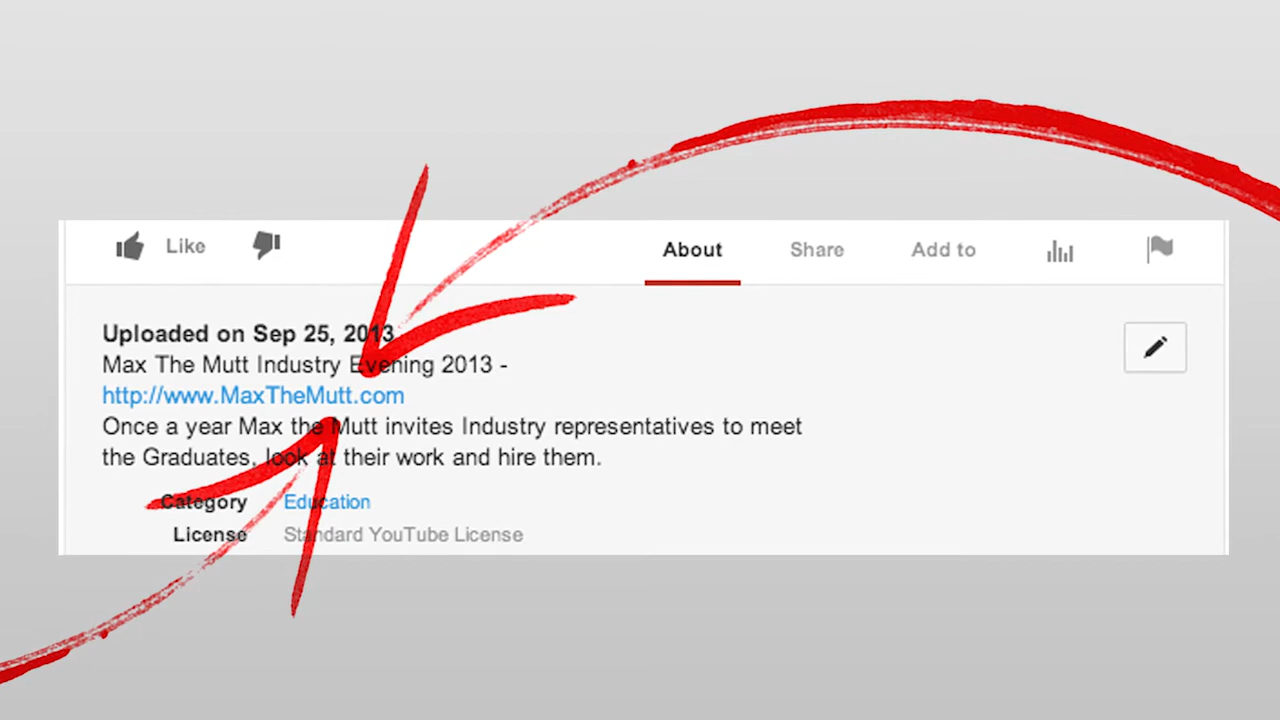 Like
About
Share
Add to
Uploaded on Sep 25, 2013
Max The Mutt Industry Evening 2013 -
http://www.MaxTheMutt.com
Once a year Max the Mutt invites Industry representatives to meet
the Graduates, look at their work and hire them.
Category Education
License Standard YouTube License